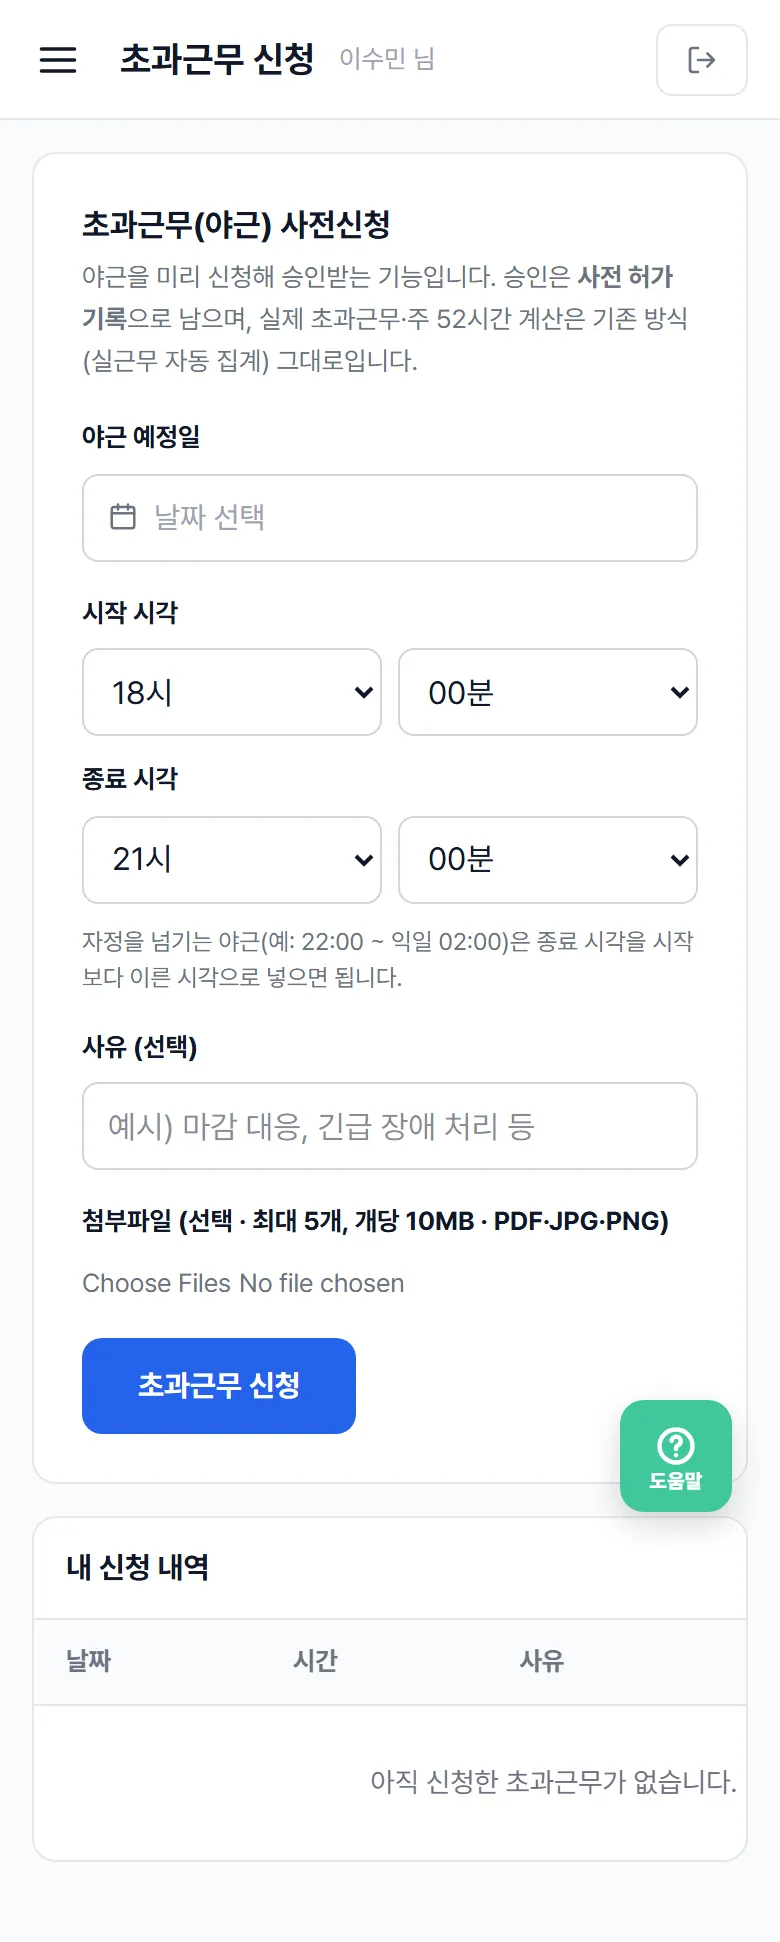 초과근무 신청 이수민 님
초과근무(야근) 사전신청
야근을 미리 신청해 승인받는 기능입니다. 승인은 사전 허가
기록으로 남으며, 실제 초과근무·주 52시간 계산은 기존 방식
(실근무 자동 집계) 그대로입니다.
야근 예정일
날짜 선택
시작 시각
18시 00분
종료 시각
21시 00분
자정을 넘기는 야근(예: 22:00 ~ 익일 02:00)은 종료 시각을 시작
보다 이른 시각으로 넣으면 됩니다.
사유 (선택)
예시) 마감 대응, 긴급 장애 처리 등
첨부파일 (선택 · 최대 5개, 개당 10MB · PDF·JPG·PNG)
Choose Files No file chosen
초과근무 신청
도움말
내 신청 내역
날짜 시간 사유
아직 신청한 초과근무가 없습니다.